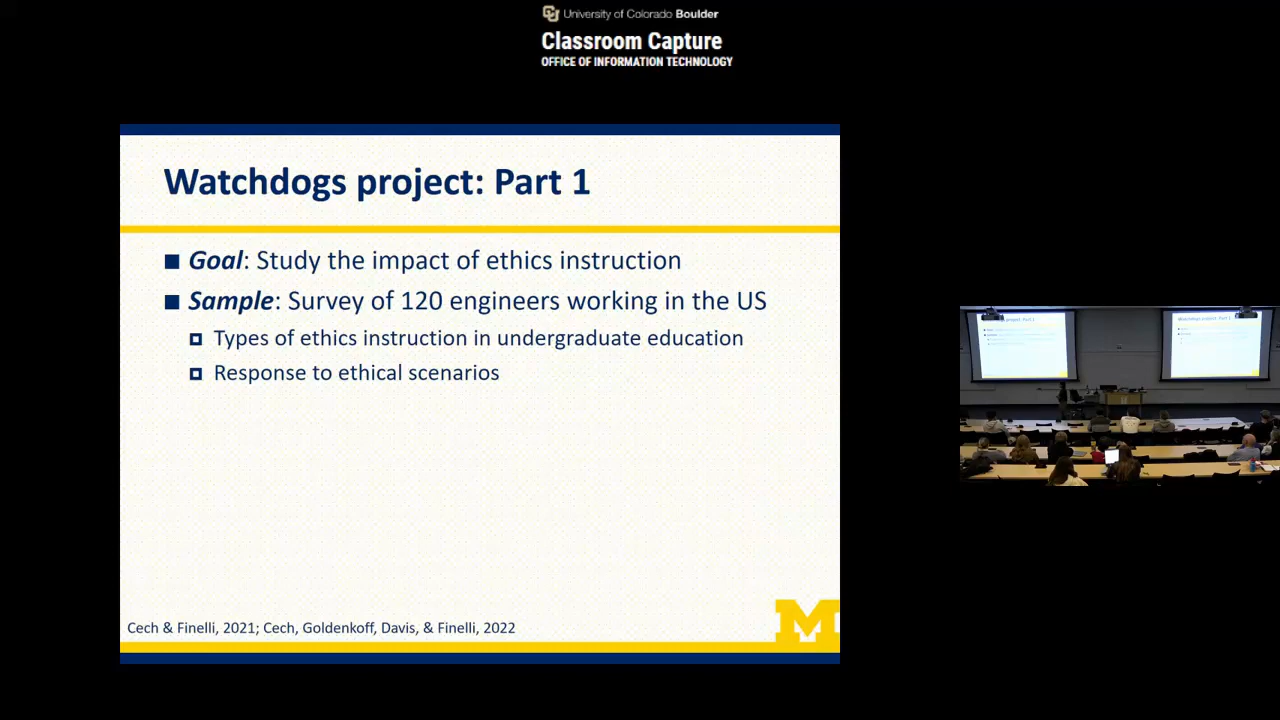 University of Colorado Boulder
Classroom Capture
OFFICE OF INFORMATION TECHNOLOGY
Watchdogs project: Part 1
Goal: Study the impact of ethics instruction
Sample: Survey of 120 engineers working in the US
Types of ethics instruction in undergraduate education
Response to ethical scenarios
Cech & Finelli, 2021; Cech, Goldenkoff, Davis, & Finelli, 2022
M